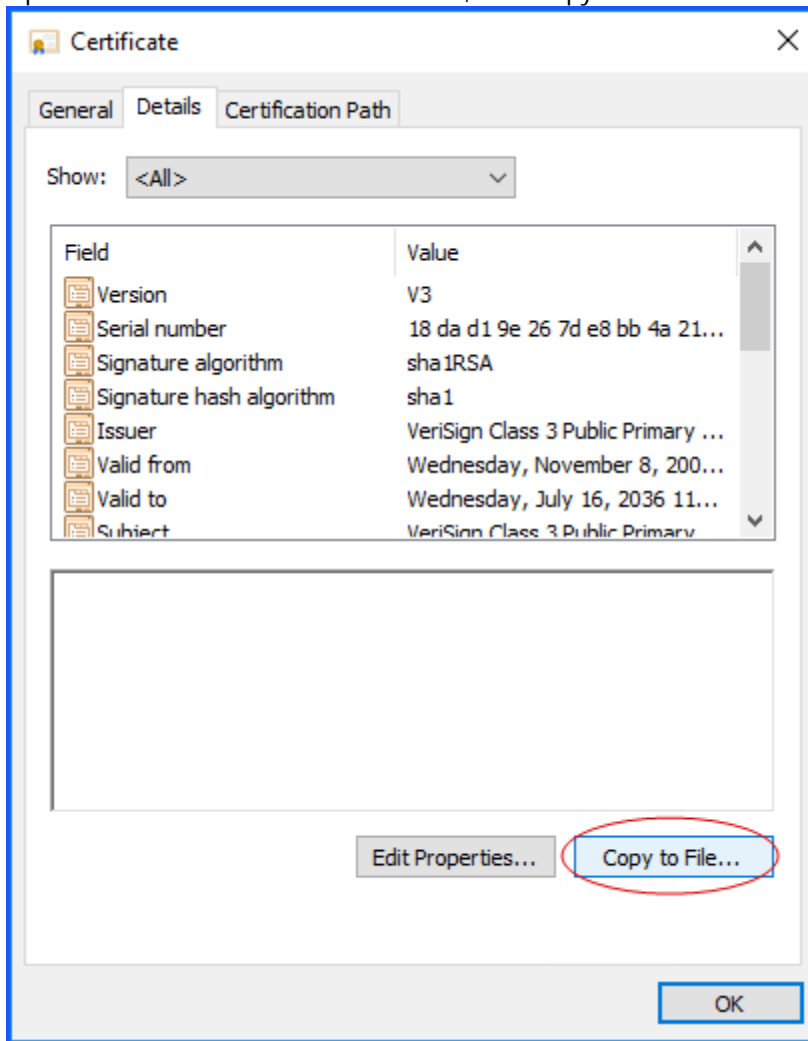 Certificate
General Details Certification Path
Show: <All>
Field Value
Version V3
Serial number 18 da d1 9e 26 7d e8 bb 4a 21...
Signature algorithm sha1RSA
Signature hash algorithm sha1
Issuer VeriSign Class 3 Public Primary ...
Valid from Wednesday, November 8, 200...
Valid to Wednesday, July 16, 2036 11...
Subject VeriSign Class 3 Public Primary
Edit Properties... Copy to File...
OK